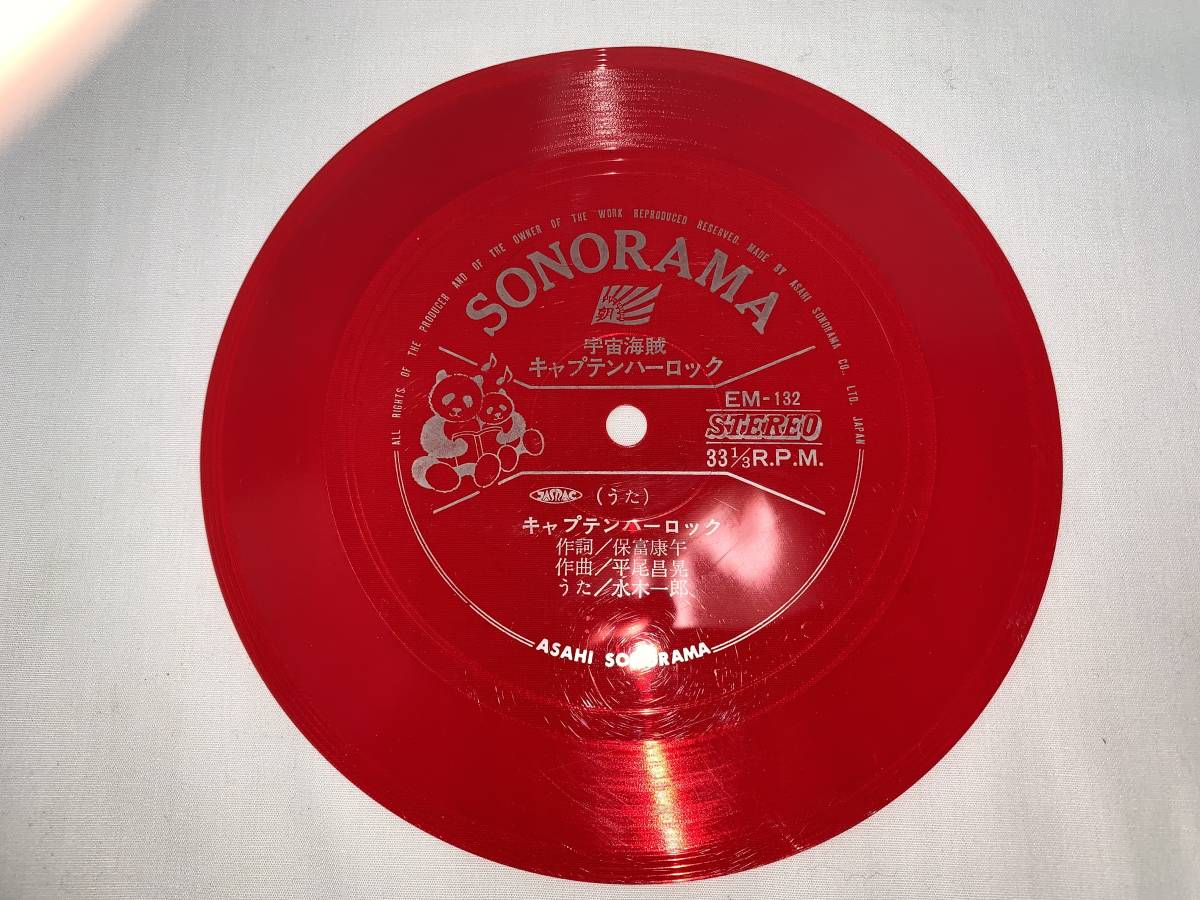 ALL RIGHTS OF THE PRODUCER AND OF THE OWNER OF THE WORK REPRODUCED RESERVED. MADE BY ASAHI SONORAMA CO., LTD. JAPAN
SONORAMA
宇宙海賊
キャプテンハーロック
EM-132
STEREO
33 1/3 R.P.M.
JASRAC (うた)
キャプテンハーロック
作詞/保富康午
作曲/平尾昌晃
うた/水木一郎
ASAHI SONORAMA